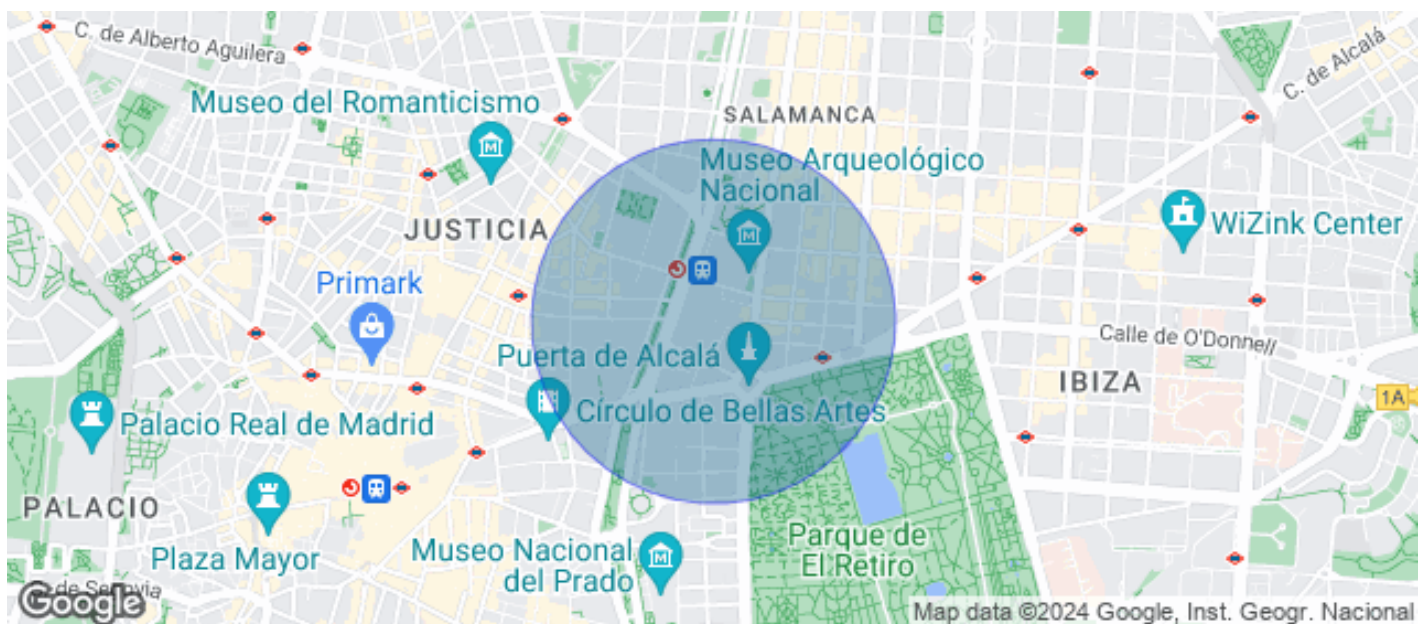 C. de Alberto Aguilera
C. de Alcalá
Museo del Romanticismo
SALAMANCA
Museo Arqueológico
Nacional
JUSTICIA
WiZink Center
Primark
Puerta de Alcalá
Calle de O'Donnell
IBIZA
1A
Círculo de Bellas Artes
Palacio Real de Madrid
PALACIO
Plaza Mayor
Museo Nacional
del Prado
Parque de
El Retiro
Google
Map data ©2024 Google, Inst. Geogr. Nacional